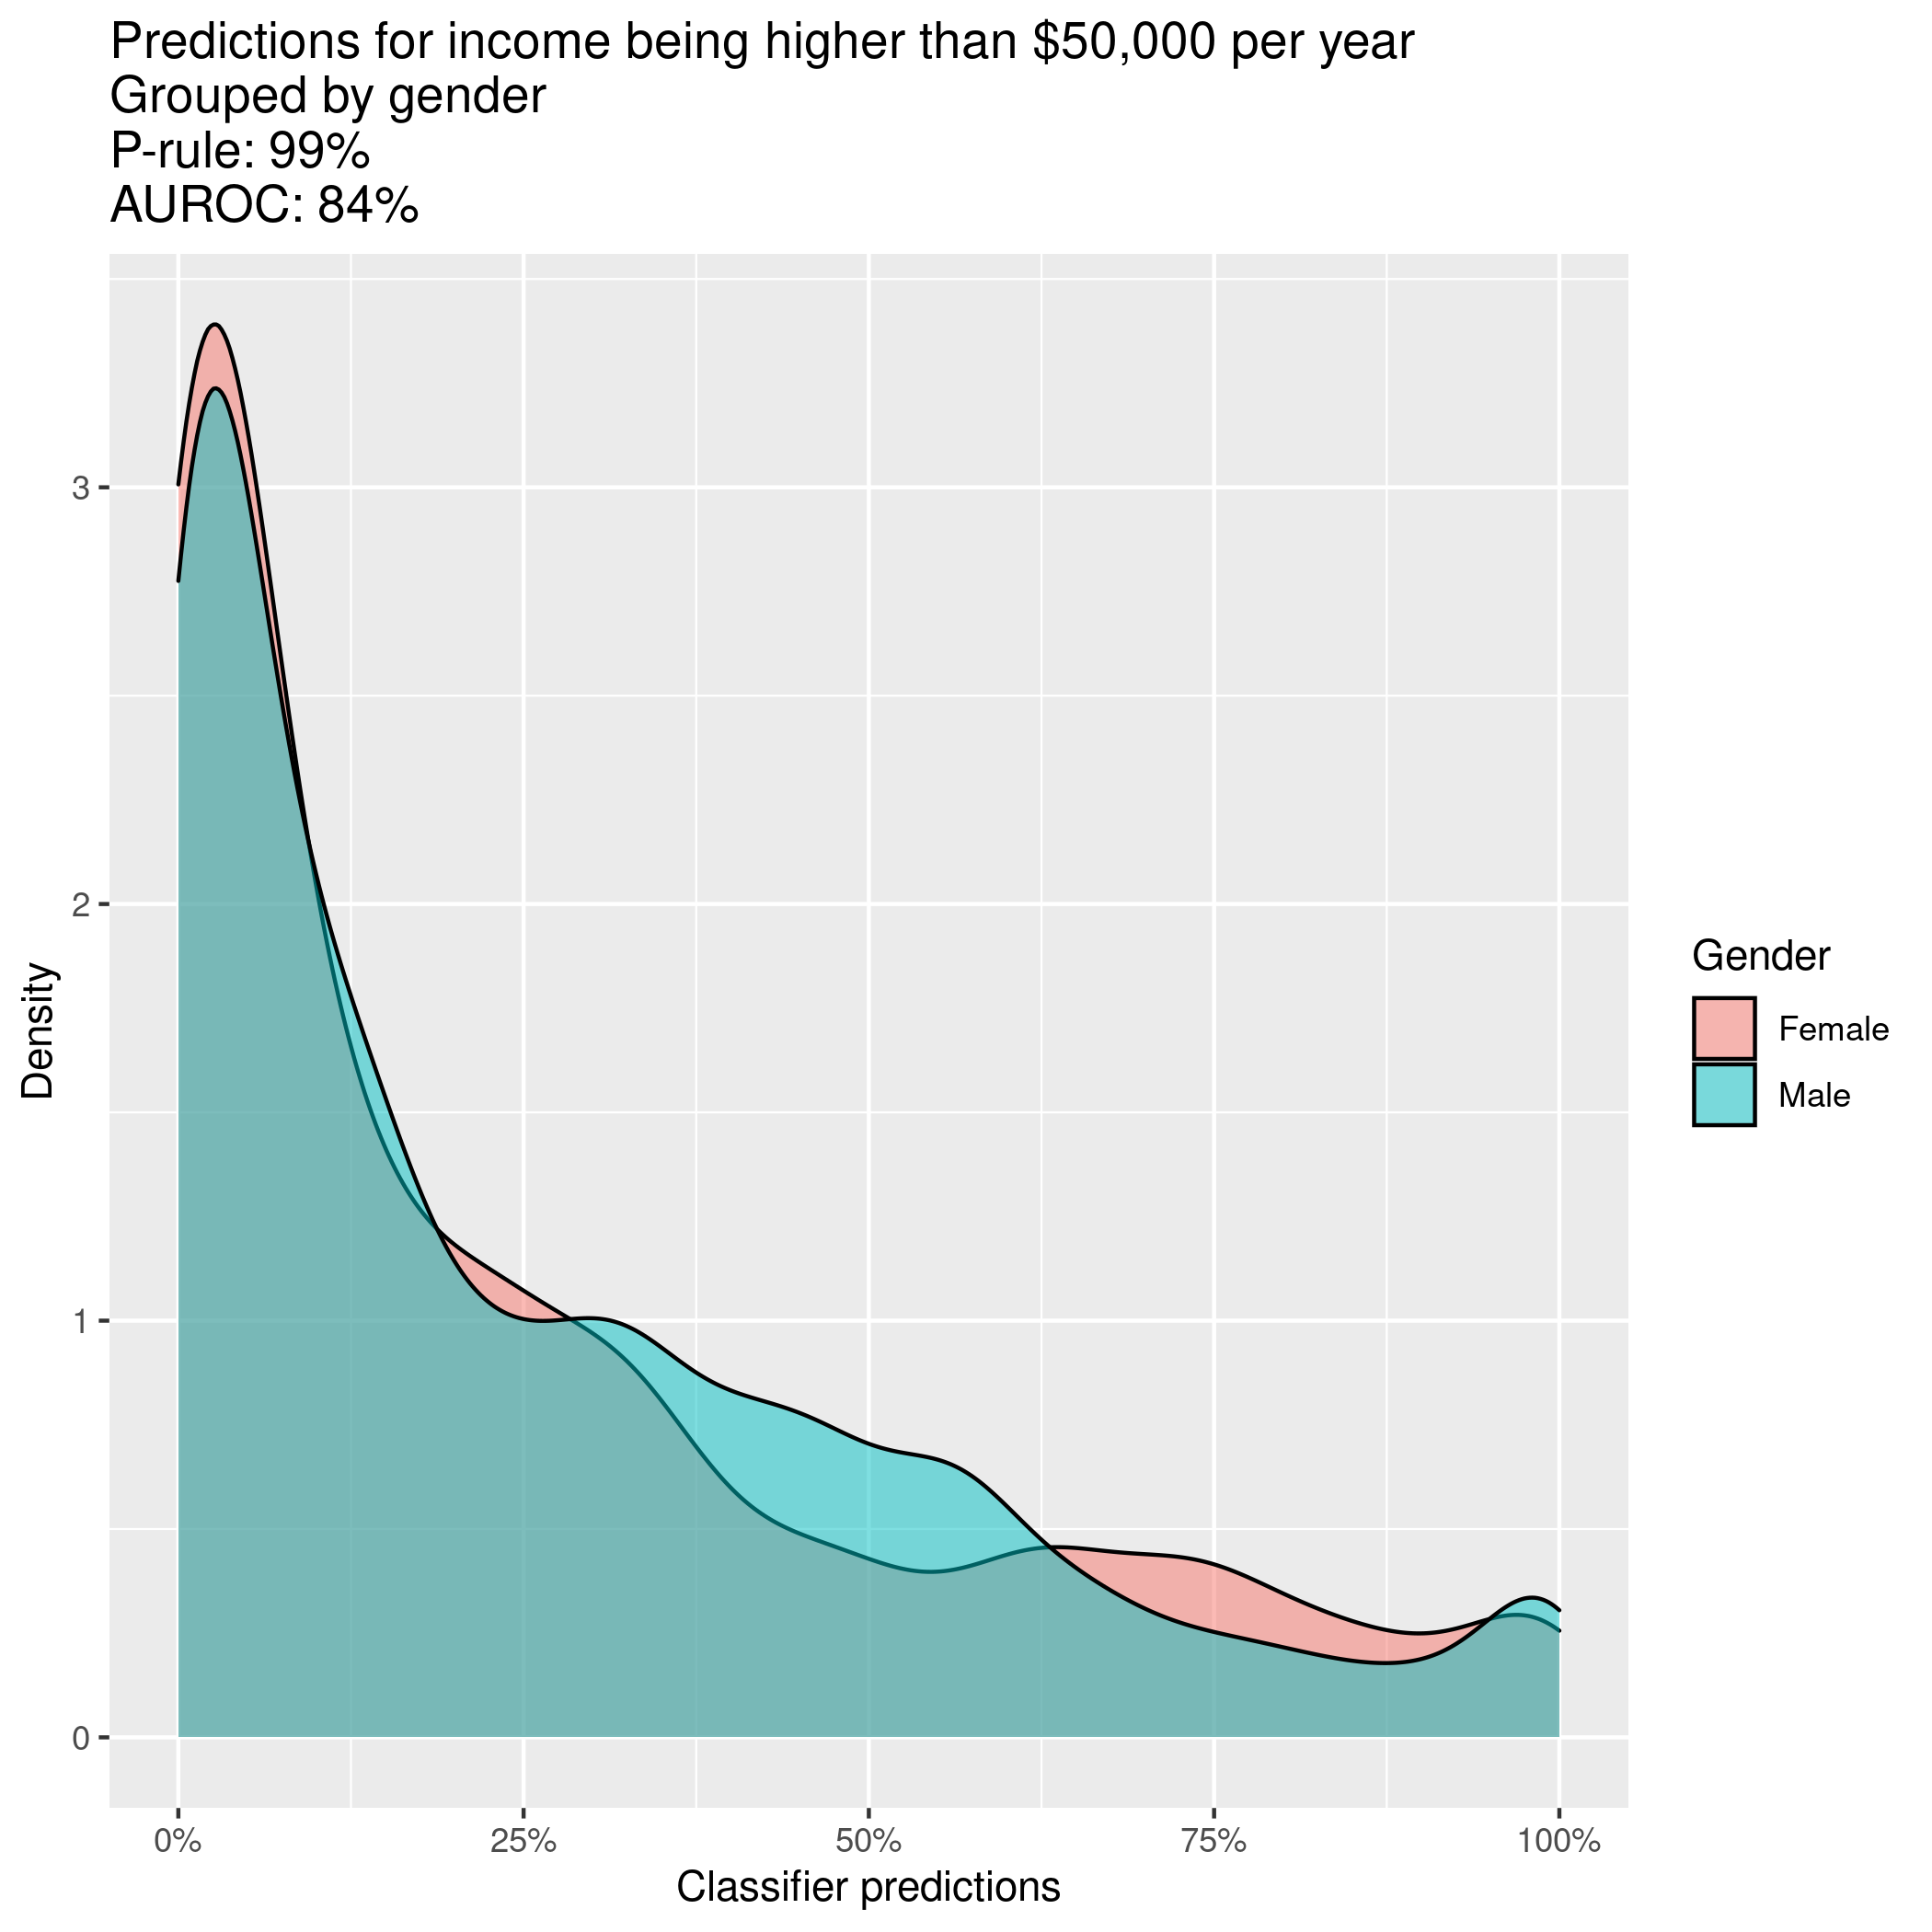 Predictions for income being higher than $50,000 per year
Grouped by gender
P-rule: 99%
AUROC: 84%
3
2
1
0
Density
0%
25%
50%
75%
100%
Classifier predictions
Gender
Female
Male